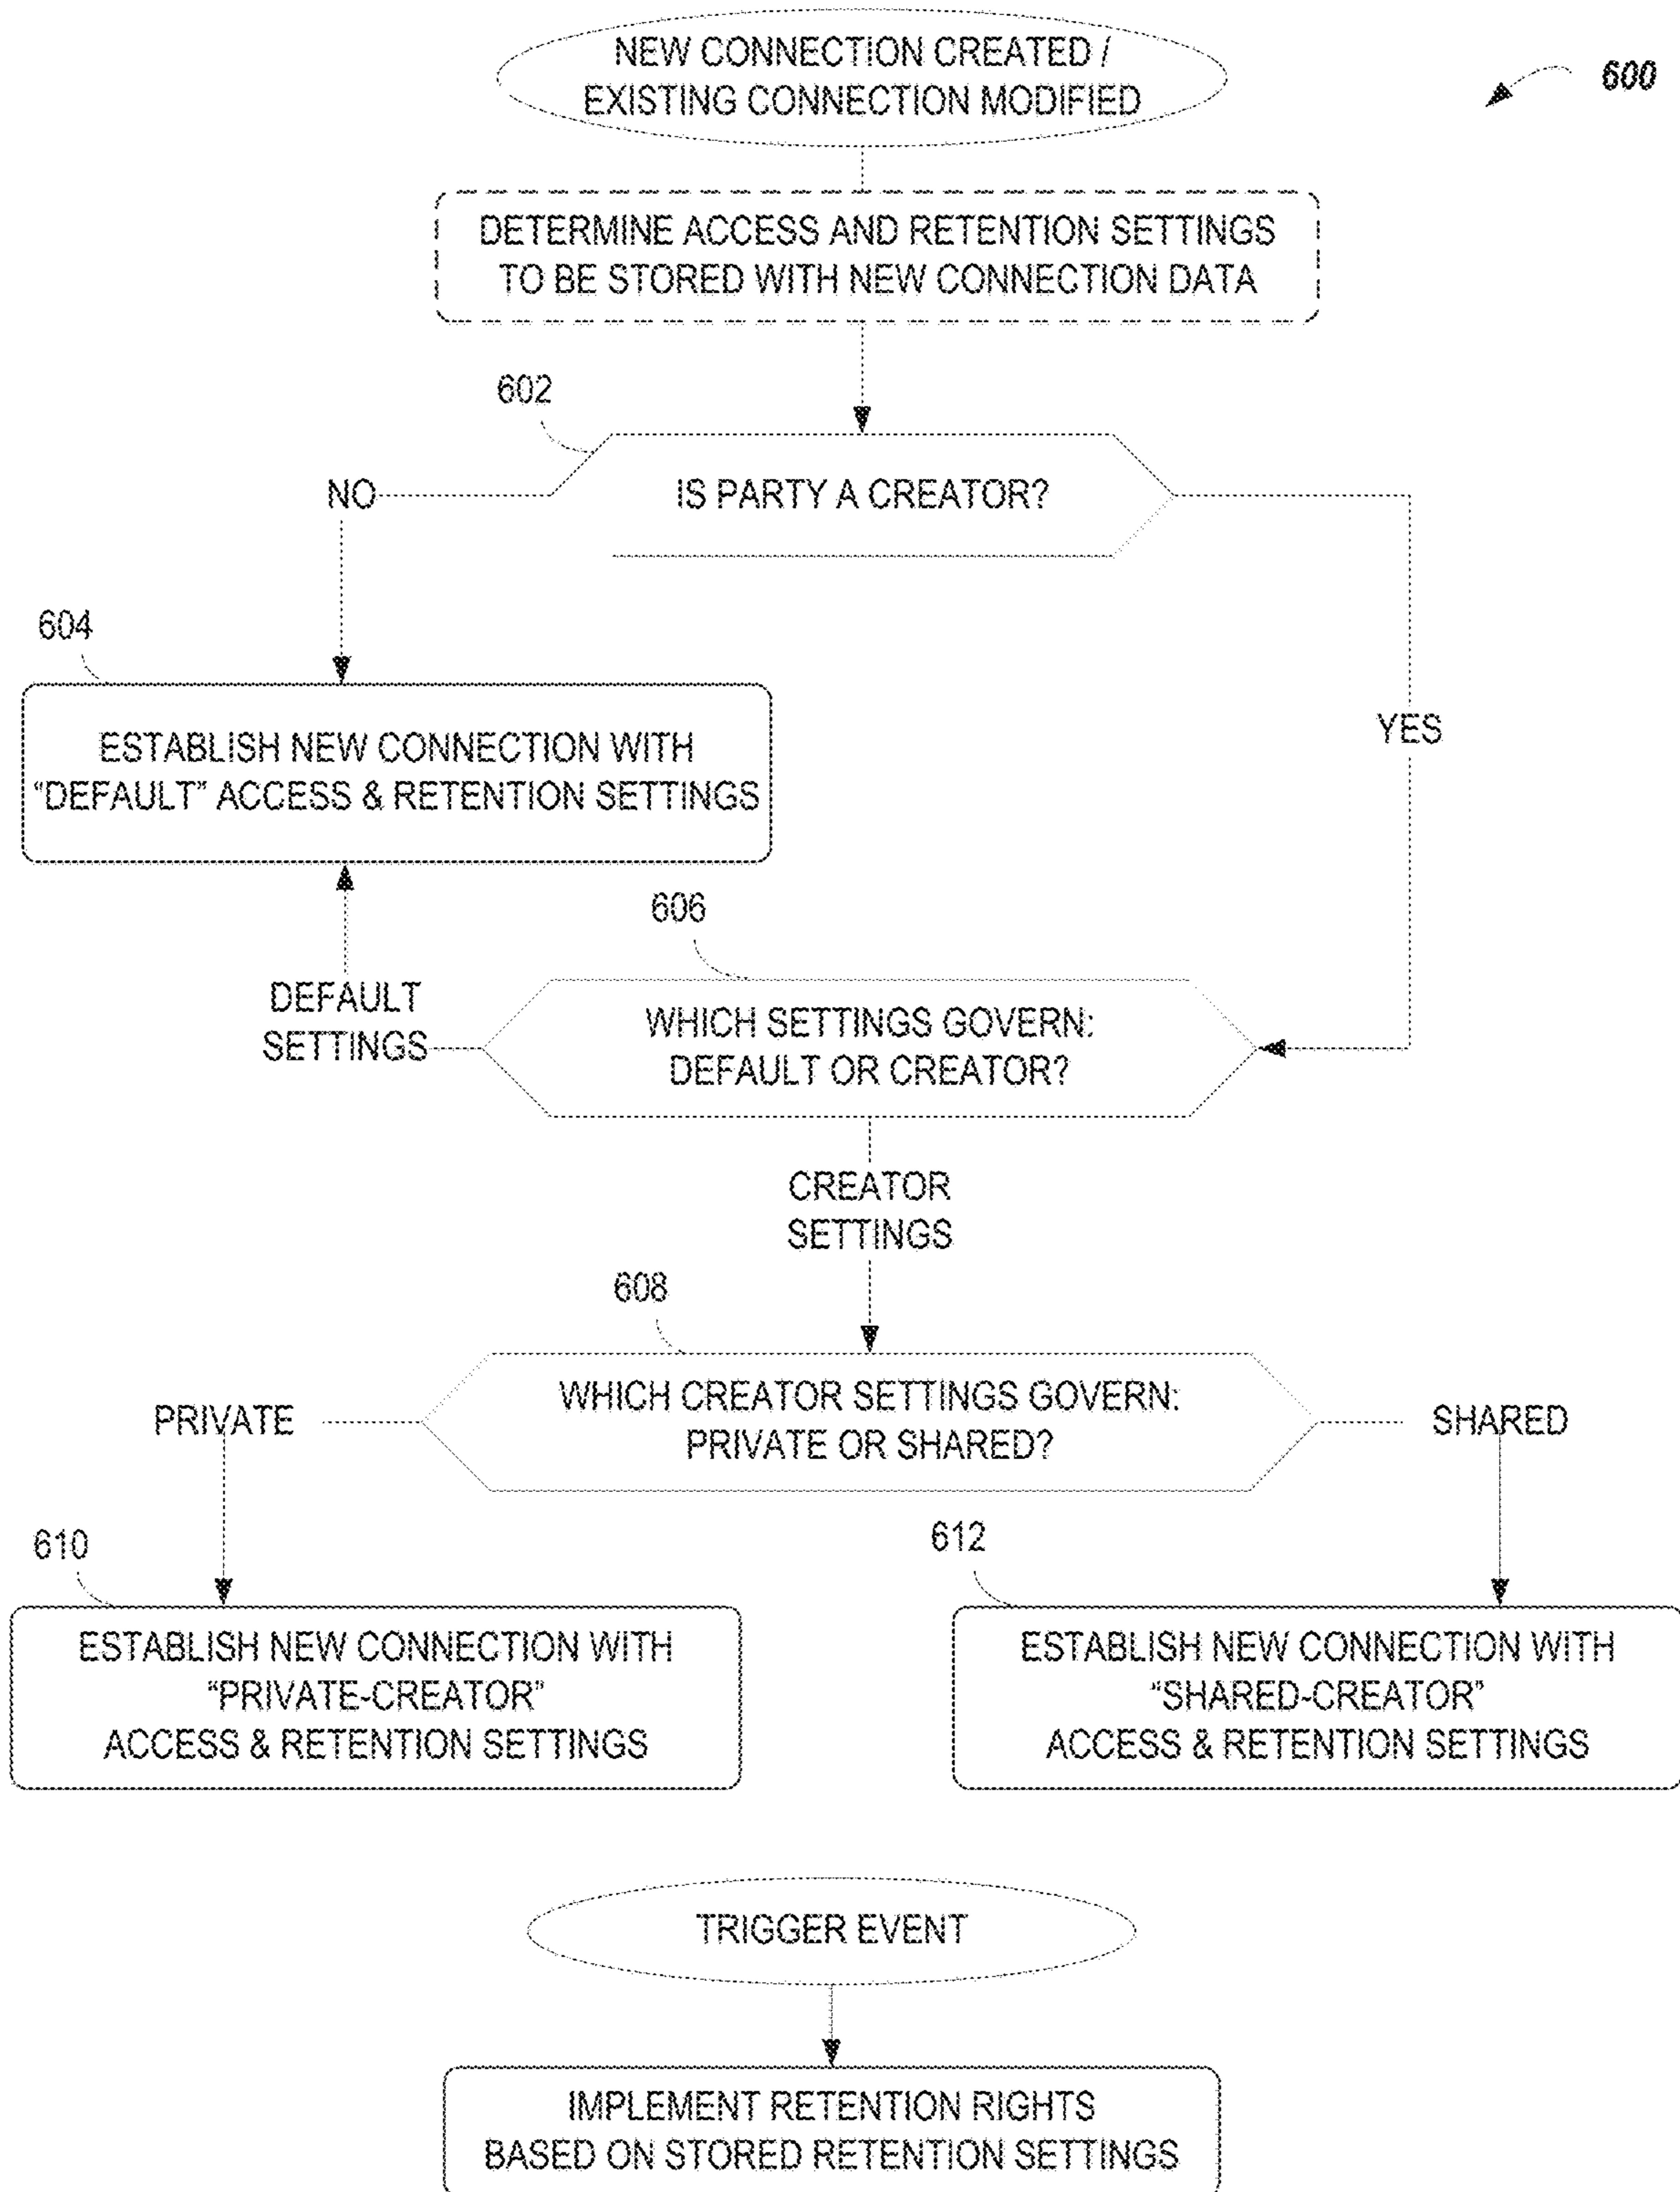 NEW CONNECTION CREATED /
EXISTING CONNECTION MODIFIED
600
DETERMINE ACCESS AND RETENTION SETTINGS
TO BE STORED WITH NEW CONNECTION DATA
602
NO
IS PARTY A CREATOR?
604
YES
ESTABLISH NEW CONNECTION WITH
"DEFAULT" ACCESS & RETENTION SETTINGS
606
DEFAULT
SETTINGS
WHICH SETTINGS GOVERN:
DEFAULT OR CREATOR?
CREATOR
SETTINGS
608
PRIVATE
WHICH CREATOR SETTINGS GOVERN:
PRIVATE OR SHARED?
SHARED
610
612
ESTABLISH NEW CONNECTION WITH
"PRIVATE-CREATOR"
ACCESS & RETENTION SETTINGS
ESTABLISH NEW CONNECTION WITH
"SHARED-CREATOR"
ACCESS & RETENTION SETTINGS
TRIGGER EVENT
IMPLEMENT RETENTION RIGHTS
BASED ON STORED RETENTION SETTINGS